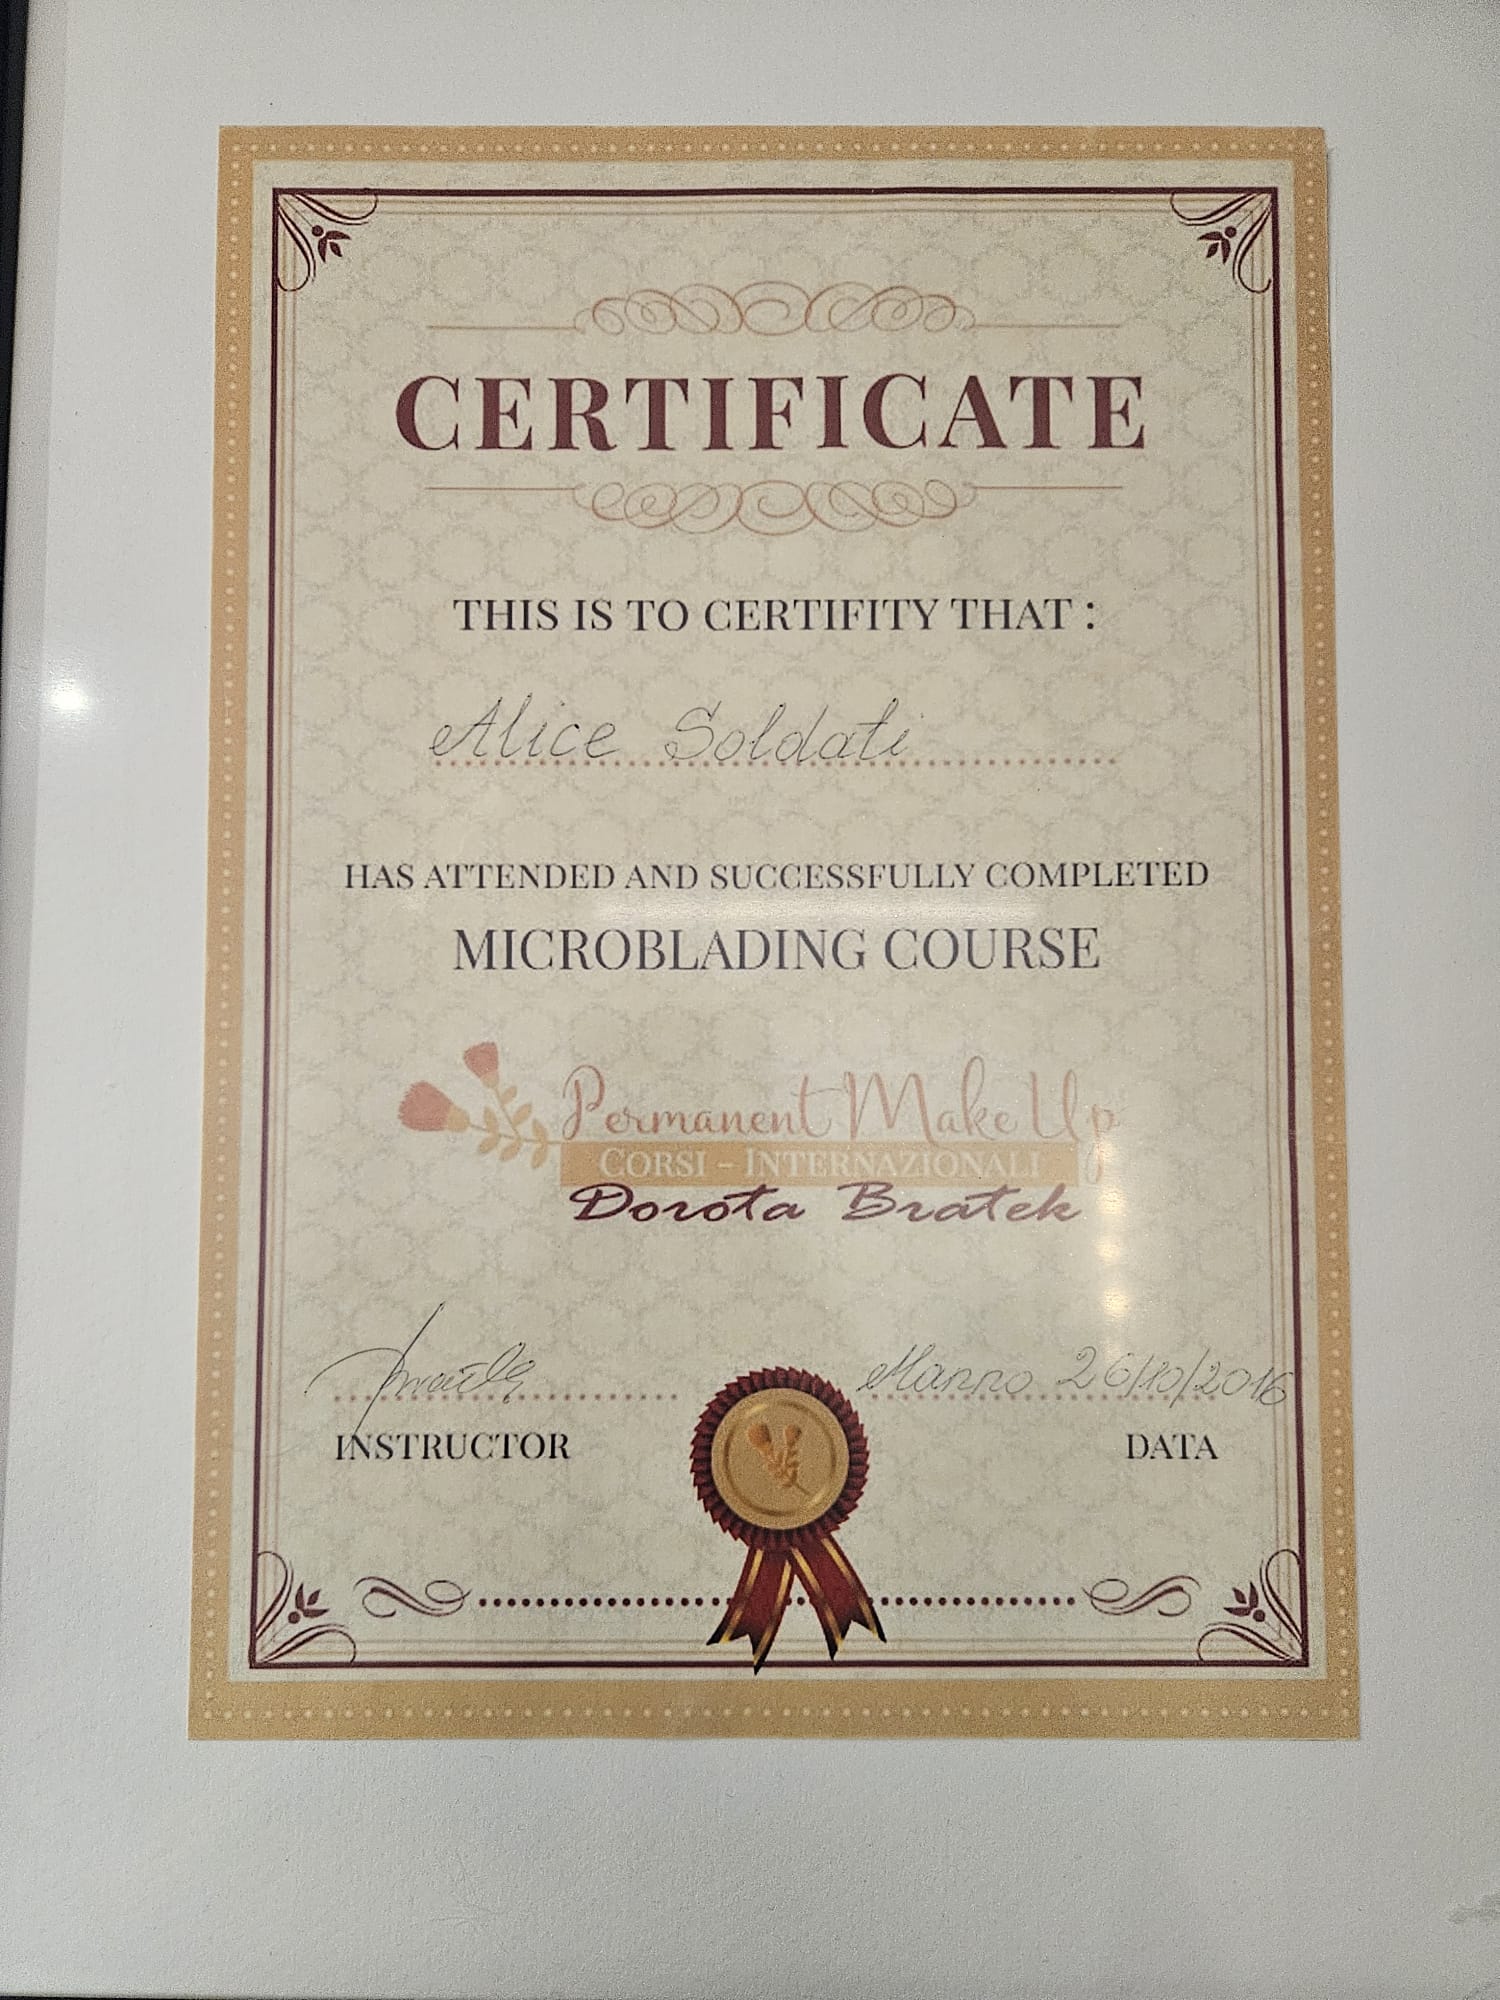 CERTIFICATE
THIS IS TO CERTIFITY THAT :
Alice Soldati
HAS ATTENDED AND SUCCESSFULLY COMPLETED
MICROBLADING COURSE
Permanent Make Up
CORSI - INTERNAZIONALI
Dorota Bratek
Manno 26/10/2016
INSTRUCTOR
DATA